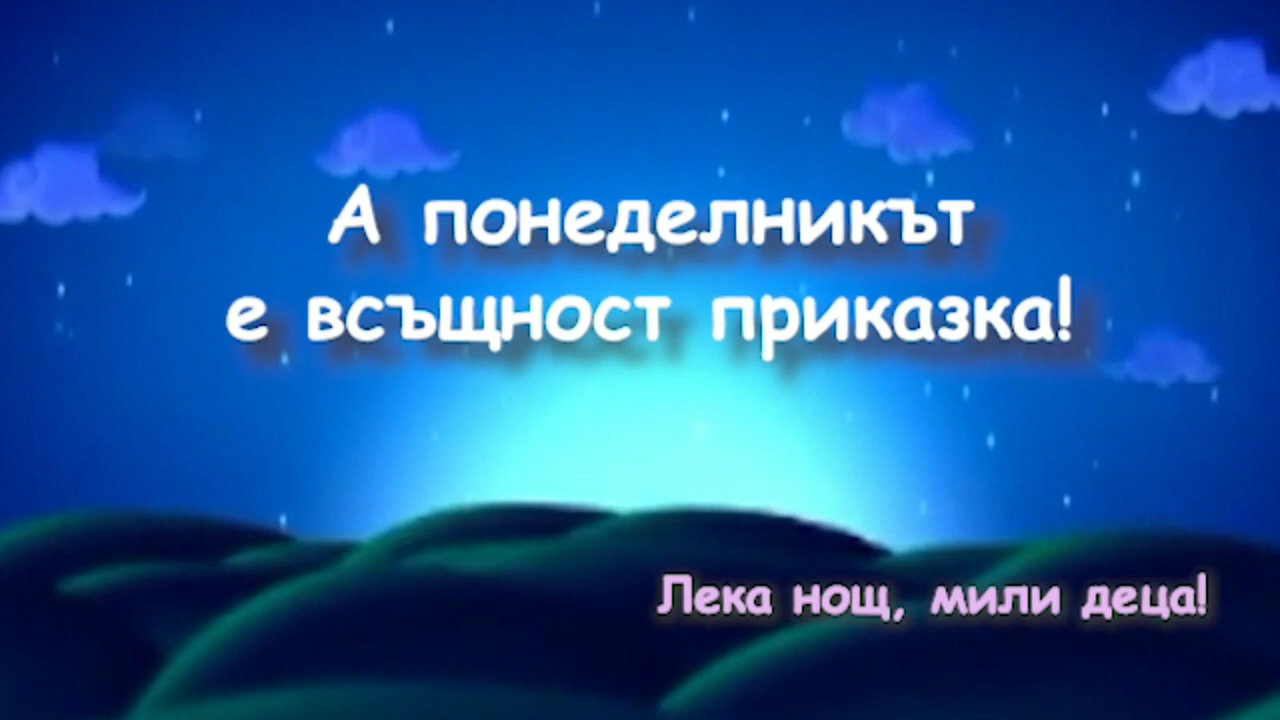 А понеделникът
е всъщност приказка!
Лека нощ, мили деца!